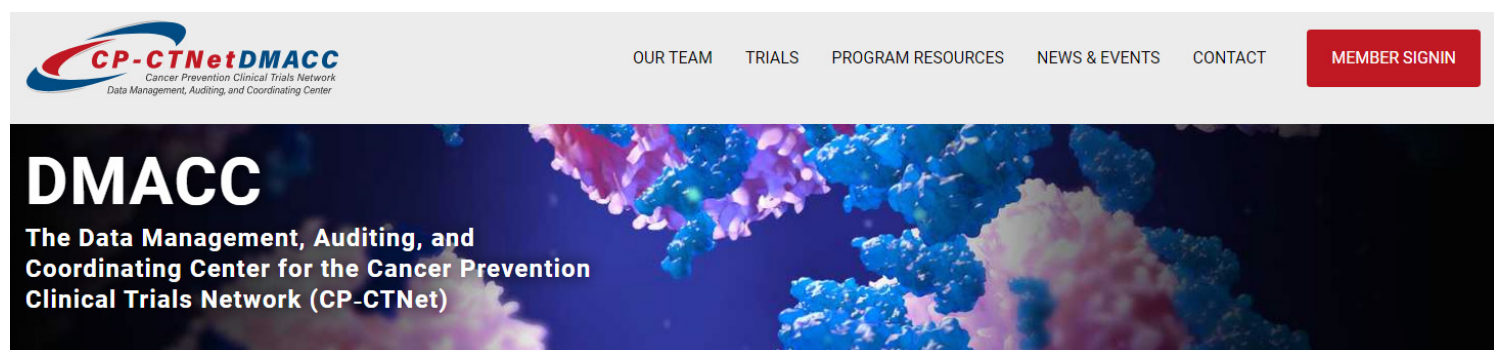 CP-CTNetDMACC
Cancer Prevention Clinical Trials Network
Data Management, Auditing, and Coordinating Center
OUR TEAM TRIALS PROGRAM RESOURCES NEWS & EVENTS CONTACT MEMBER SIGNIN
DMACC
The Data Management, Auditing, and
Coordinating Center for the Cancer Prevention
Clinical Trials Network (CP-CTNet)